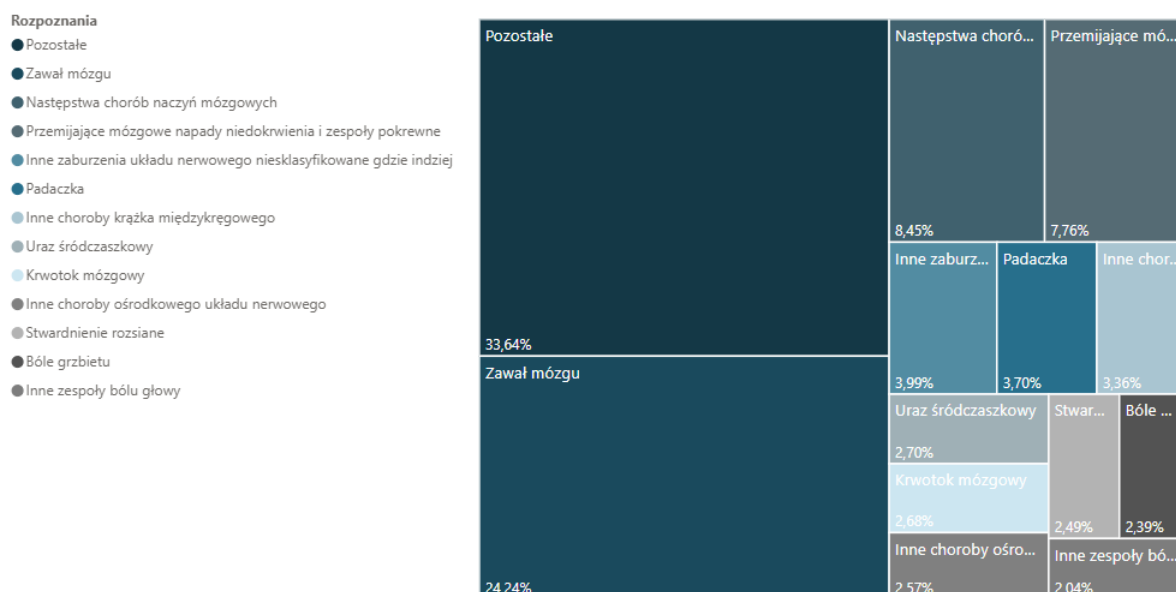 Rozpoznania
Pozostałe
Zawał mózgu
Następstwa chorób naczyń mózgowych
Przemijające mózgowe napady niedokrwienia i zespoły pokrewne
Inne zaburzenia układu nerwowego niesklasyfikowane gdzie indziej
Padaczka
Inne choroby krążka międzykręgowego
Uraz śródczaszkowy
Krwotok mózgowy
Inne choroby ośrodkowego układu nerwowego
Stwardnienie rozsiane
Bóle grzbietu
Inne zespoły bólu głowy
Pozostałe
33,64%
Zawał mózgu
24,24%
Następstwa choró...
8,45%
Przemijające mó...
7,76%
Inne zaburz...
3,99%
Padaczka
3,70%
Inne chor...
3,36%
Uraz śródczaszkowy
2,70%
Krwotok mózgowy
2,68%
Inne choroby ośro...
2,57%
Stwar...
2,49%
Bóle ...
2,39%
Inne zespoły bó...
2,04%